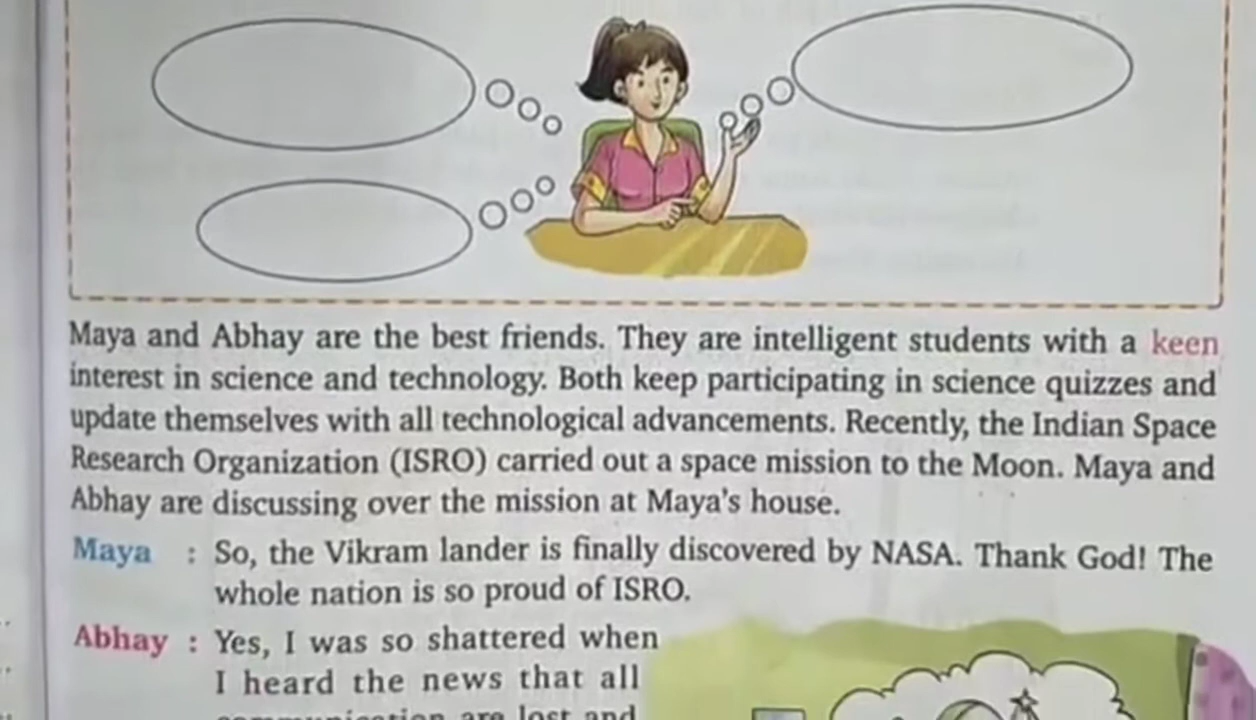 Maya and Abhay are the best friends. They are intelligent students with a keen
interest in science and technology. Both keep participating in science quizzes and
update themselves with all technological advancements. Recently, the Indian Space
Research Organization (ISRO) carried out a space mission to the Moon. Maya and
Abhay are discussing over the mission at Maya's house.
Maya : So, the Vikram lander is finally discovered by NASA. Thank God! The
whole nation is so proud of ISRO.
Abhay : Yes, I was so shattered when
I heard the news that all
communication are lost and